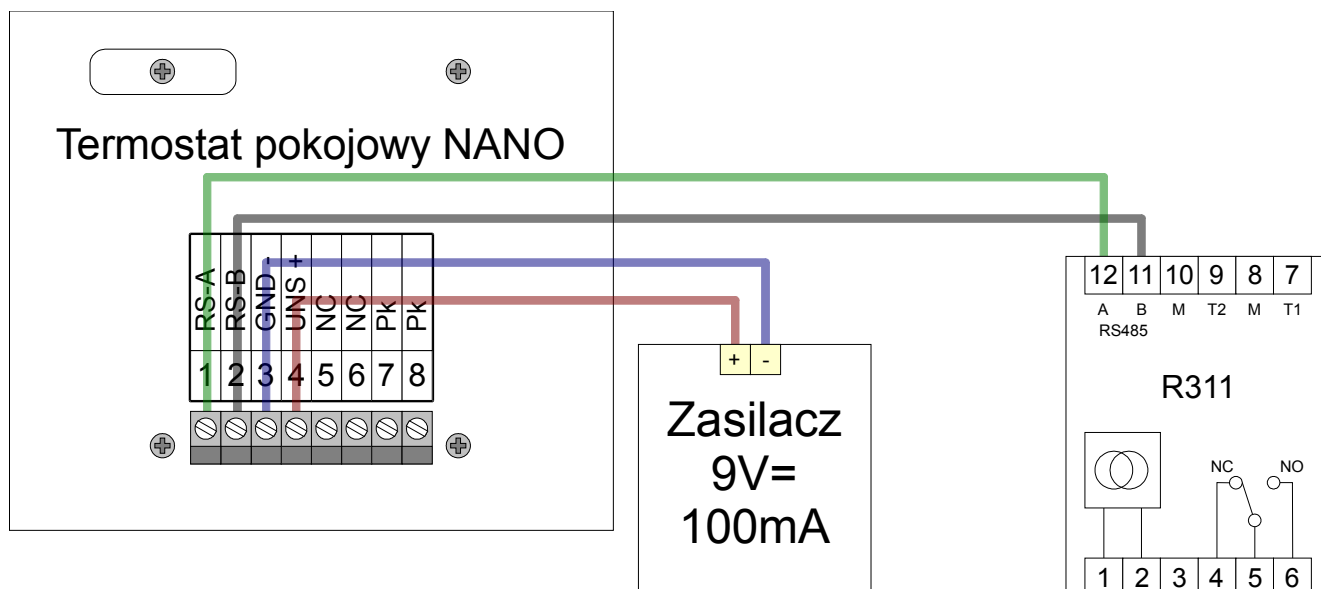 Termostat pokojowy NANO
RS-A
RS-B
GND -
UNS +
NC
NC
Pk
Pk
1 2 3 4 5 6 7 8
+ -
Zasilacz
9V=
100mA
12 11 10 9 8 7
A B M T2 M T1
RS485
R311
NC NO
1 2 3 4 5 6